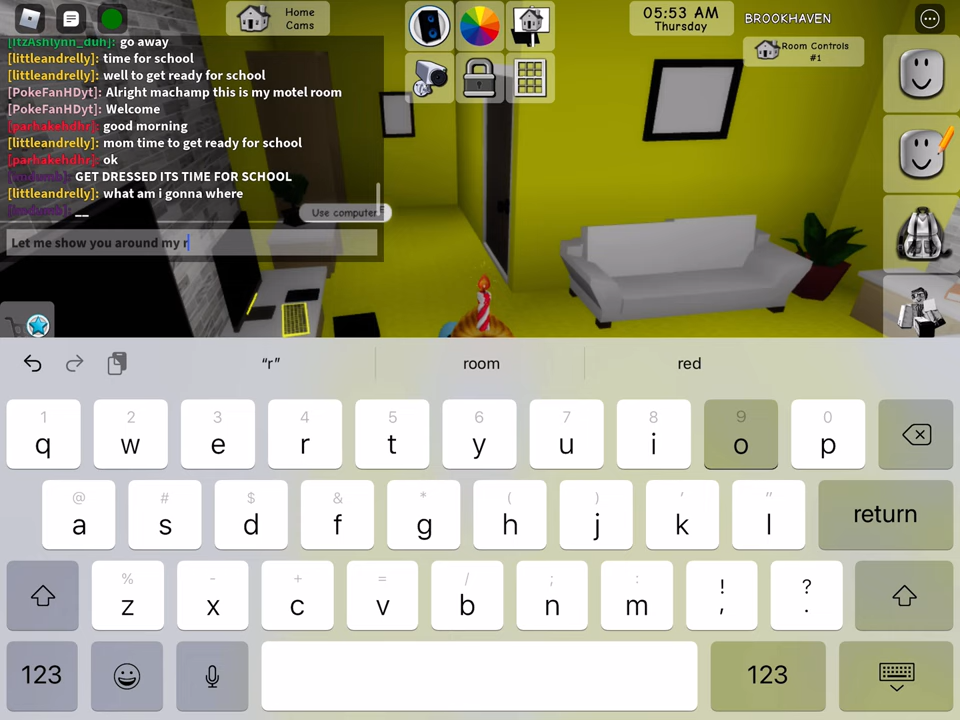 Home
Cams
05:53 AM
Thursday
BROOKHAVEN
Room Controls
#1
[ItzAshlynn_duh]: go away
[littleandrelly]: time for school
[littleandrelly]: well to get ready for school
[PokeFanHDyt]: Alright machamp this is my motel room
[PokeFanHDyt]: Welcome
[parhakehdhr]: good morning
[littleandrelly]: mom time to get ready for school
[parhakehdhr]: ok
GET DRESSED ITS TIME FOR SCHOOL
[littleandrelly]: what am i gonna where
__
Use computer
Let me show you around my r
“r”
room
red
1 2 3 4 5 6 7 8 9 0
q w e r t y u i o p
@ # $ & * ( ) ' "
a s d f g h j k l return
% - + = / ; : ! ?
z x c v b n m , .
123 123